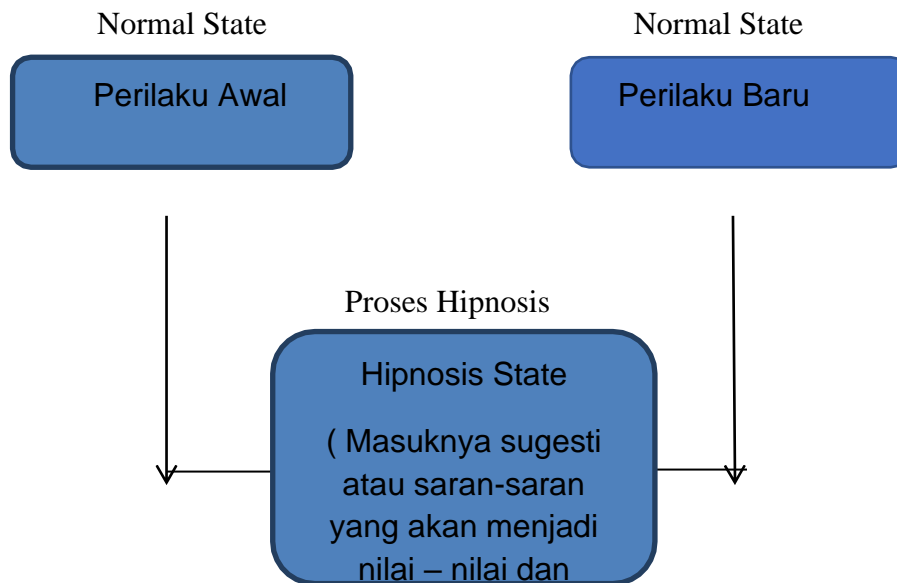 Normal State
Normal State
Perilaku Awal
Perilaku Baru
Proses Hipnosis
Hipnosis State
( Masuknya sugesti
atau saran-saran
yang akan menjadi
nilai – nilai dan